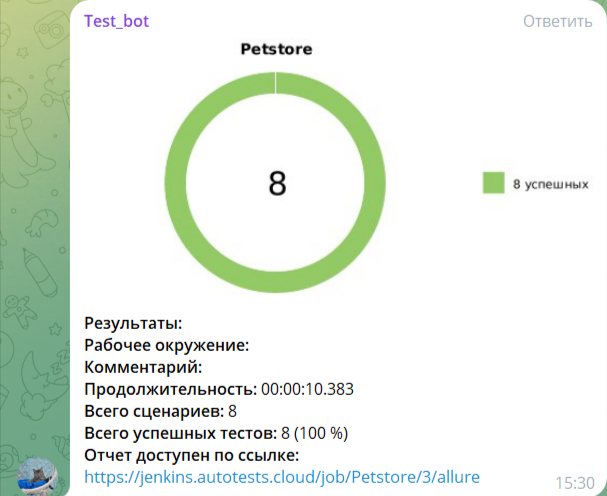 Test_bot Ответить
Petstore
8
8 успешных
Результаты:
Рабочее окружение:
Комментарий:
Продолжительность: 00:00:10.383
Всего сценариев: 8
Всего успешных тестов: 8 (100 %)
Отчет доступен по ссылке:
https://jenkins.autotests.cloud/job/Petstore/3/allure
15:30